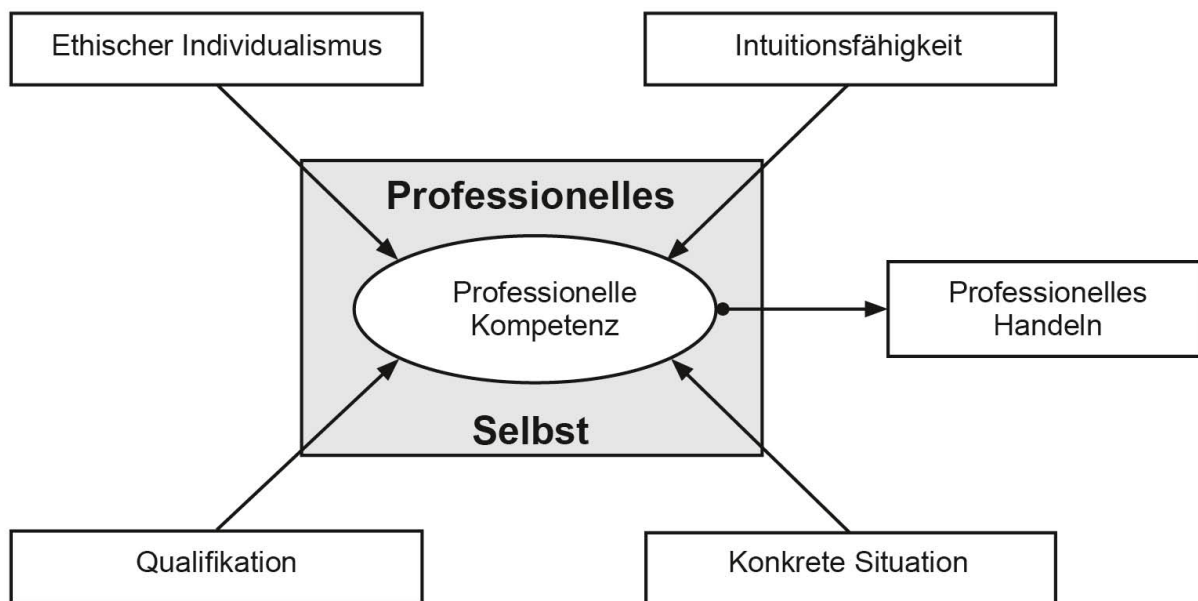 Ethischer Individualismus
Intuitionsfähigkeit
Professionelles
Professionelle
Kompetenz
Professionelles
Handeln
Selbst
Qualifikation
Konkrete Situation